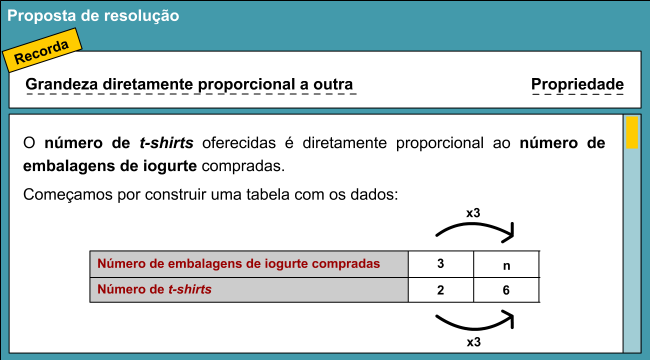 Proposta de resolução
Recorda
Grandeza diretamente proporcional a outra Propriedade
O número de t-shirts oferecidas é diretamente proporcional ao número de
embalagens de iogurte compradas.
Começamos por construir uma tabela com os dados:
x3
Número de embalagens de iogurte compradas 3 n
Número de t-shirts 2 6
x3